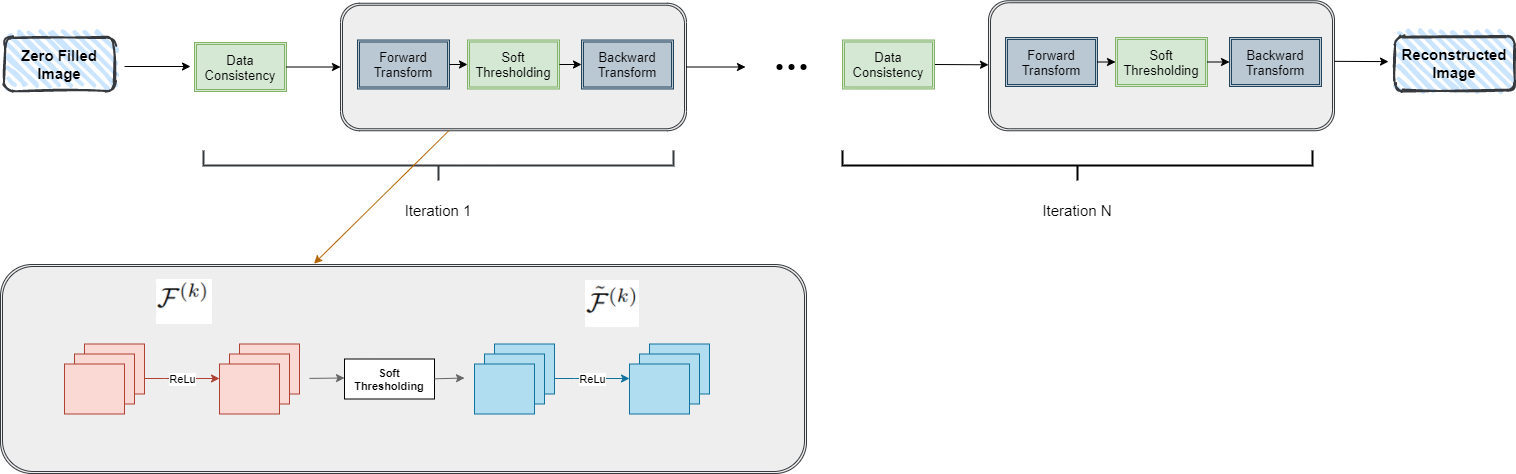 Zero Filled
Image
Data
Consistency
Forward
Transform
Soft
Thresholding
Backward
Transform
Data
Consistency
Forward
Transform
Soft
Thresholding
Backward
Transform
Reconstructed
Image
Iteration 1
Iteration N
𝓕^(k)
𝓕̃^(k)
ReLu
Soft
Thresholding
ReLu